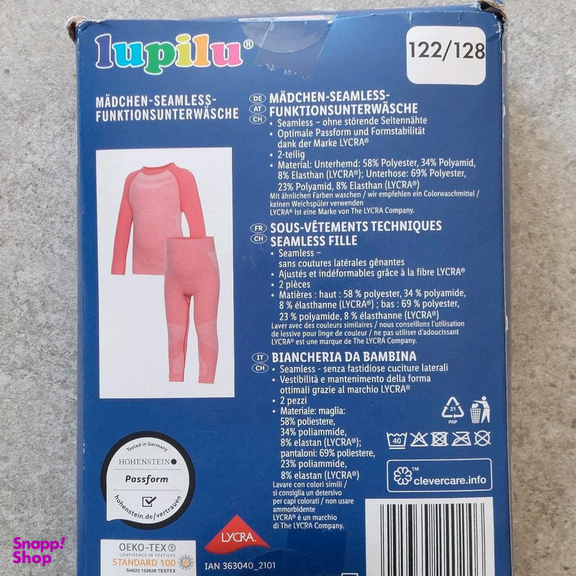 lupilu®
122/128
MÄDCHEN-SEAMLESS-
FUNKTIONSUNTERWÄSCHE
DE AT CH MÄDCHEN-SEAMLESS-
FUNKTIONSUNTERWÄSCHE
• Seamless – ohne störende Seitennähte
• Optimale Passform und Formstabilität
dank der Marke LYCRA®
• 2-teilig
• Material: Unterhemd: 58% Polyester, 34% Polyamid,
8% Elasthan (LYCRA®); Unterhose: 69% Polyester,
23% Polyamid, 8% Elasthan (LYCRA®)
Mit ähnlichen Farben waschen / wir empfehlen ein Colorwaschmittel /
keinen Weichspüler verwenden
LYCRA® ist eine Marke von The LYCRA Company.
FR CH SOUS-VÊTEMENTS TECHNIQUES
SEAMLESS FILLE
• Seamless –
sans coutures latérales gênantes
• Ajustés et indéformables grâce à la fibre LYCRA®
• 2 pièces
• Matières : haut : 58 % polyester, 34 % polyamide,
8 % élasthanne (LYCRA®) ; bas : 69 % polyester,
23 % polyamide, 8 % élasthanne (LYCRA®)
Laver avec des couleurs similaires / nous conseillons l'utilisation
de lessive pour linge de couleur / ne pas utiliser d'adoucissant
LYCRA® est une marque de The LYCRA Company.
IT CH BIANCHERIA DA BAMBINA
• Seamless - senza fastidiose cuciture laterali
• Vestibilità e mantenimento della forma
ottimali grazie al marchio LYCRA®
• 2 pezzi
• Materiale: maglia:
58% poliestere,
34% poliammide,
8% elastan (LYCRA®);
pantaloni: 69% poliestere,
23% poliammide,
8% elastan (LYCRA®)
Lavare con colori simili /
si consiglia un detersivo
per capi colorati / non usare
ammorbidente
LYCRA® è un marchio
di The LYCRA Company.
21
PAP
40
™
clevercare.info
Tested in Germany
HOHENSTEIN
Passform
hohenstein.de/vertrauen
OEKO-TEX®
CONFIDENCE IN TEXTILES
STANDARD 100
SHO20 152628 TESTEX
LYCRA
IAN 363040_2101
Snapp!
Shop